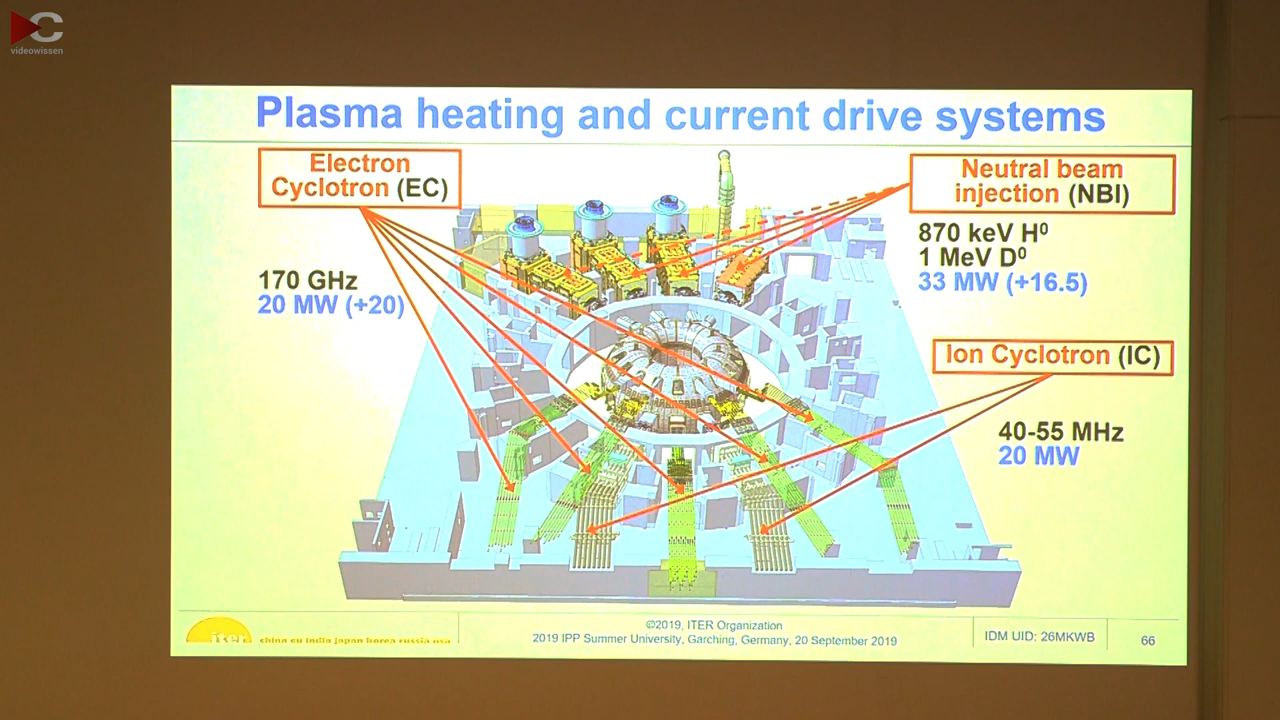 videowissen
Plasma heating and current drive systems
Electron
Cyclotron (EC)
170 GHz
20 MW (+20)
Neutral beam
injection (NBI)
870 keV H⁰
1 MeV D⁰
33 MW (+16.5)
Ion Cyclotron (IC)
40-55 MHz
20 MW
iter
china eu india japan korea russia usa
©2019, ITER Organization
2019 IPP Summer University, Garching, Germany, 20 September 2019
IDM UID: 26MKWB
66